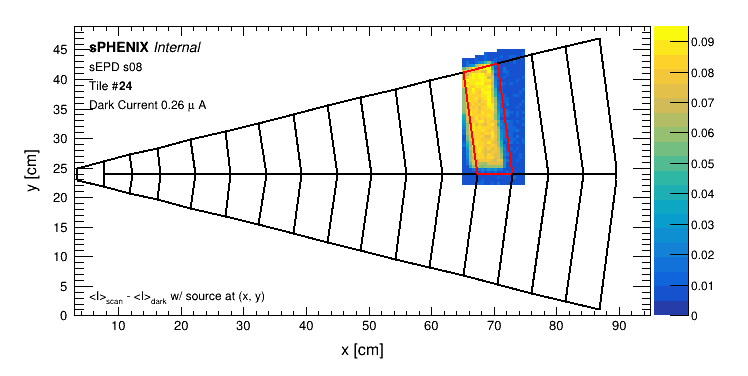 sPHENIX Internal
sEPD s08
Tile #24
Dark Current 0.26 μ A
<I>scan - <I>dark w/ source at (x, y)
y [cm]
45
40
35
30
25
20
15
10
5
0
10 20 30 40 50 60 70 80 90
x [cm]
0.09
0.08
0.07
0.06
0.05
0.04
0.03
0.02
0.01
0